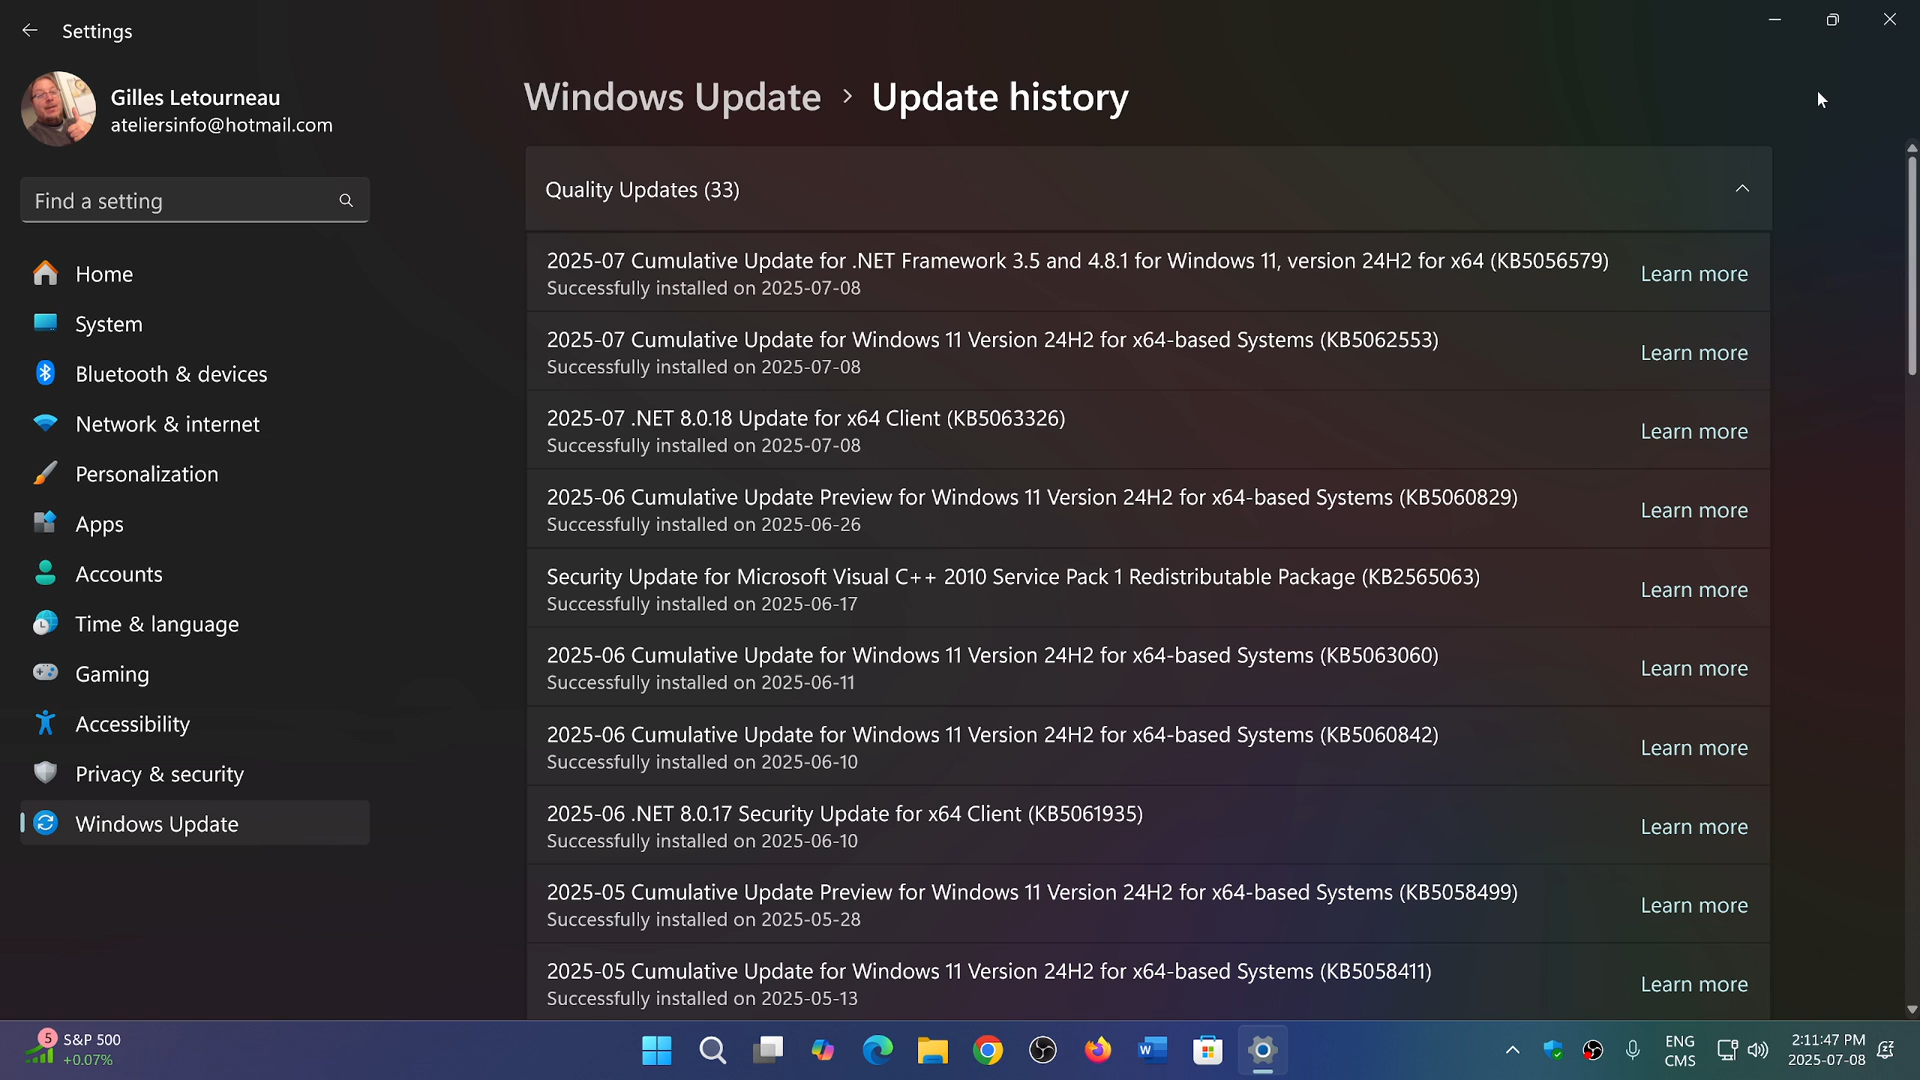 Settings
Gilles Letourneau
ateliersinfo@hotmail.com
Find a setting
Home
System
Bluetooth & devices
Network & internet
Personalization
Apps
Accounts
Time & language
Gaming
Accessibility
Privacy & security
Windows Update
Windows Update > Update history
Quality Updates (33)
2025-07 Cumulative Update for .NET Framework 3.5 and 4.8.1 for Windows 11, version 24H2 for x64 (KB5056579)
Successfully installed on 2025-07-08
Learn more
2025-07 Cumulative Update for Windows 11 Version 24H2 for x64-based Systems (KB5062553)
Successfully installed on 2025-07-08
Learn more
2025-07 .NET 8.0.18 Update for x64 Client (KB5063326)
Successfully installed on 2025-07-08
Learn more
2025-06 Cumulative Update Preview for Windows 11 Version 24H2 for x64-based Systems (KB5060829)
Successfully installed on 2025-06-26
Learn more
Security Update for Microsoft Visual C++ 2010 Service Pack 1 Redistributable Package (KB2565063)
Successfully installed on 2025-06-17
Learn more
2025-06 Cumulative Update for Windows 11 Version 24H2 for x64-based Systems (KB5063060)
Successfully installed on 2025-06-11
Learn more
2025-06 Cumulative Update for Windows 11 Version 24H2 for x64-based Systems (KB5060842)
Successfully installed on 2025-06-10
Learn more
2025-06 .NET 8.0.17 Security Update for x64 Client (KB5061935)
Successfully installed on 2025-06-10
Learn more
2025-05 Cumulative Update Preview for Windows 11 Version 24H2 for x64-based Systems (KB5058499)
Successfully installed on 2025-05-28
Learn more
2025-05 Cumulative Update for Windows 11 Version 24H2 for x64-based Systems (KB5058411)
Successfully installed on 2025-05-13
Learn more
5
S&P 500
+0.07%
W
ENG
CMS
2:11:47 PM
2025-07-08